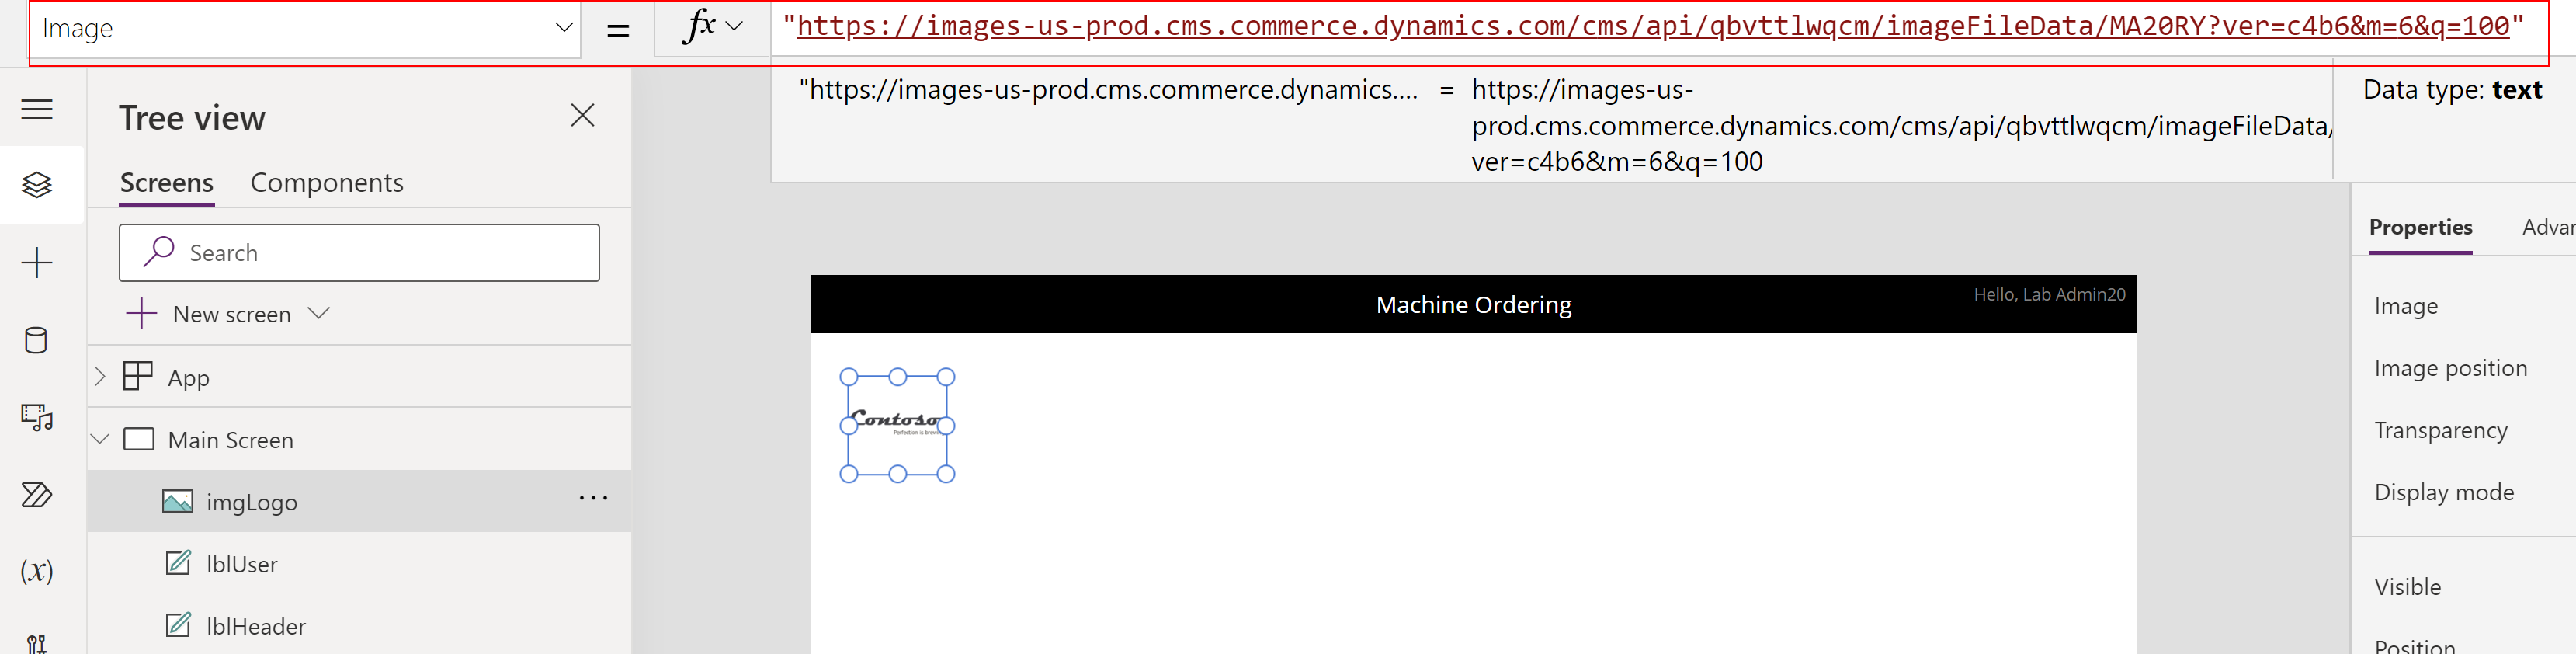 Image
=
fx
"https://images-us-prod.cms.commerce.dynamics.com/cms/api/qbvttlwqcm/imageFileData/MA20RY?ver=c4b6&m=6&q=100"
"https://images-us-prod.cms.commerce.dynamics.... = https://images-us-
prod.cms.commerce.dynamics.com/cms/api/qbvttlwqcm/imageFileData/
ver=c4b6&m=6&q=100
Data type: text
Tree view
Screens
Components
Search
New screen
App
Main Screen
imgLogo
...
lblUser
lblHeader
(x)
Machine Ordering
Hello, Lab Admin20
Contoso
Perfection is
Properties
Image
Image position
Transparency
Display mode
Visible
Position